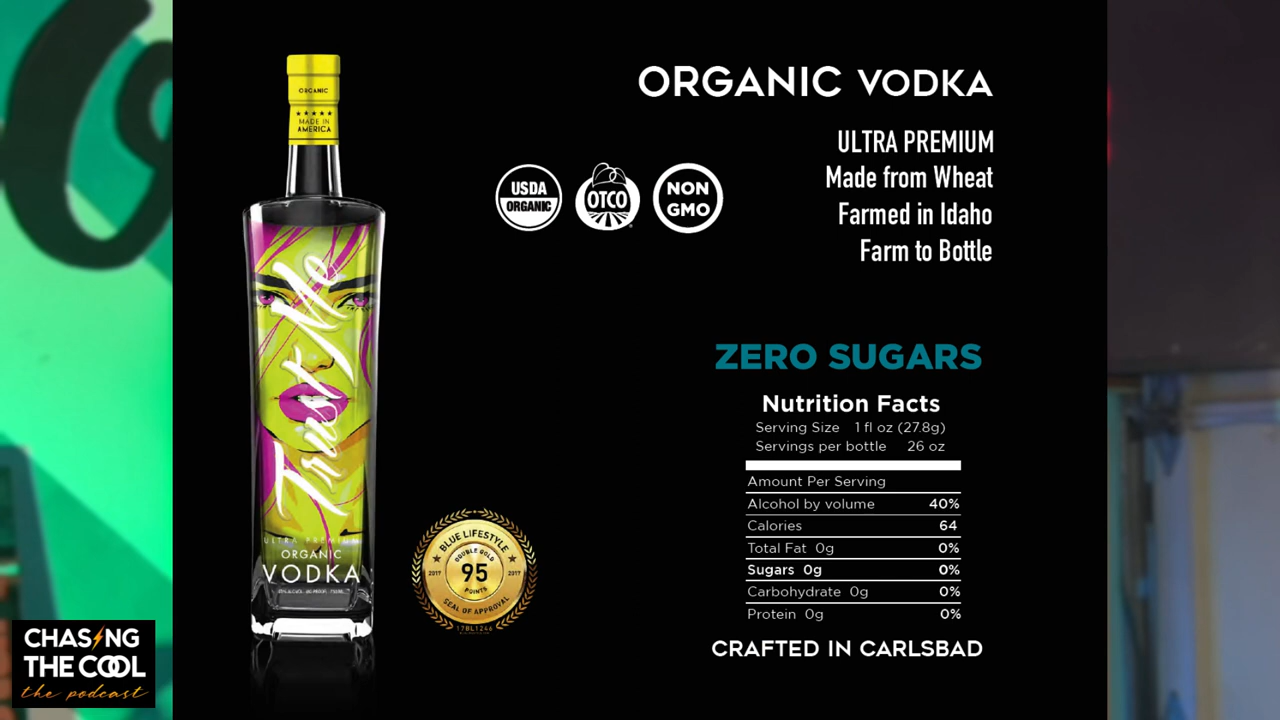 ORGANIC
MADE IN
AMERICA
Trust Me
ULTRA PREMIUM
ORGANIC
VODKA
USDA
ORGANIC
OTCO
NON
GMO
ORGANIC VODKA
ULTRA PREMIUM
Made from Wheat
Farmed in Idaho
Farm to Bottle
ZERO SUGARS
Nutrition Facts
Serving Size 1 fl oz (27.8g)
Servings per bottle 26 oz
Amount Per Serving
Alcohol by volume 40%
Calories 64
Total Fat 0g 0%
Sugars 0g 0%
Carbohydrate 0g 0%
Protein 0g 0%
CRAFTED IN CARLSBAD
BLUE LIFESTYLE
DOUBLE GOLD
2017 95 2017
POINTS
SEAL OF APPROVAL
17BL1246
CHASING
THE COOL
the podcast